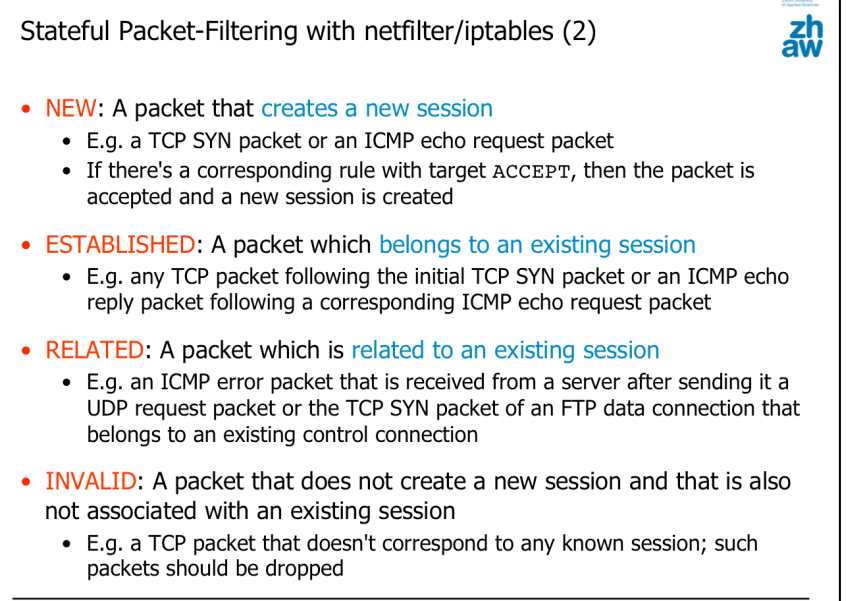 Zurich University
of Applied Sciences
zh
aw
Stateful Packet-Filtering with netfilter/iptables (2)
• NEW: A packet that creates a new session
• E.g. a TCP SYN packet or an ICMP echo request packet
• If there's a corresponding rule with target ACCEPT, then the packet is
accepted and a new session is created
• ESTABLISHED: A packet which belongs to an existing session
• E.g. any TCP packet following the initial TCP SYN packet or an ICMP echo
reply packet following a corresponding ICMP echo request packet
• RELATED: A packet which is related to an existing session
• E.g. an ICMP error packet that is received from a server after sending it a
UDP request packet or the TCP SYN packet of an FTP data connection that
belongs to an existing control connection
• INVALID: A packet that does not create a new session and that is also
not associated with an existing session
• E.g. a TCP packet that doesn't correspond to any known session; such
packets should be dropped